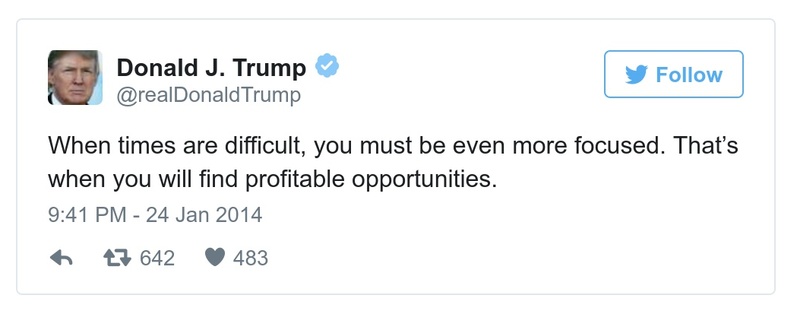 Donald J. Trump
@realDonaldTrump
Follow
When times are difficult, you must be even more focused. That’s
when you will find profitable opportunities.
9:41 PM - 24 Jan 2014
642 483